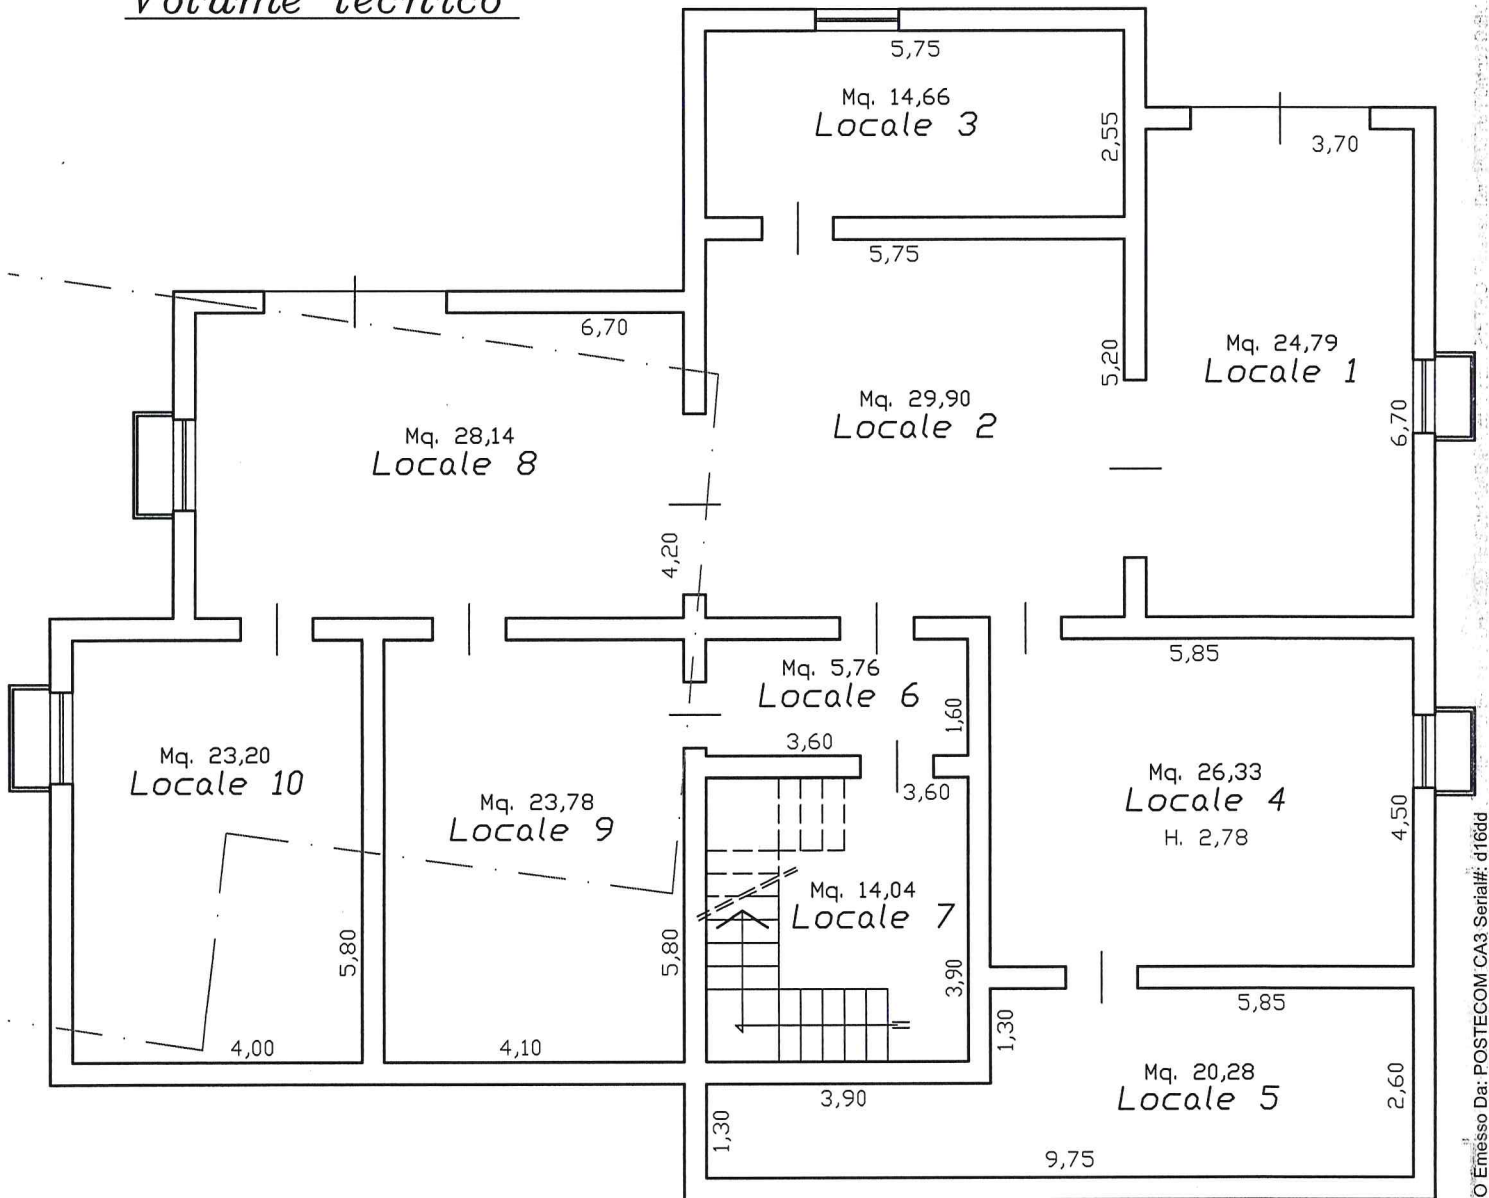 Volume tecnico
5,75
Mq. 14,66
Locale 3
2,55
3,70
5,75
6,70
Mq. 24,79
Locale 1
5,20
6,70
Mq. 29,90
Locale 2
Mq. 28,14
Locale 8
4,20
5,85
Mq. 5,76
Locale 6
1,60
3,60
Mq. 23,20
Locale 10
Mq. 23,78
Locale 9
3,60
Mq. 26,33
Locale 4
H. 2,78
4,50
Mq. 14,04
Locale 7
5,80
5,80
3,90
5,85
1,30
4,00
4,10
Mq. 20,28
Locale 5
2,60
3,90
1,30
9,75
O Emesso Da: POSTECOM CA3 Serial#: d16dd